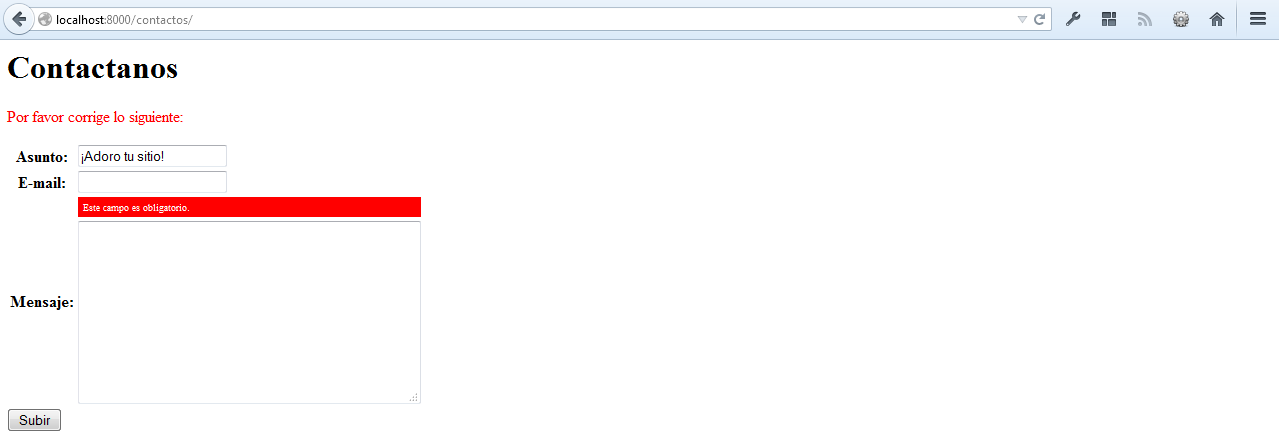 localhost:8000/contactos/
Contactanos
Por favor corrige lo siguiente:
Asunto: ¡Adoro tu sitio!
E-mail:
Este campo es obligatorio.
Mensaje:
Subir